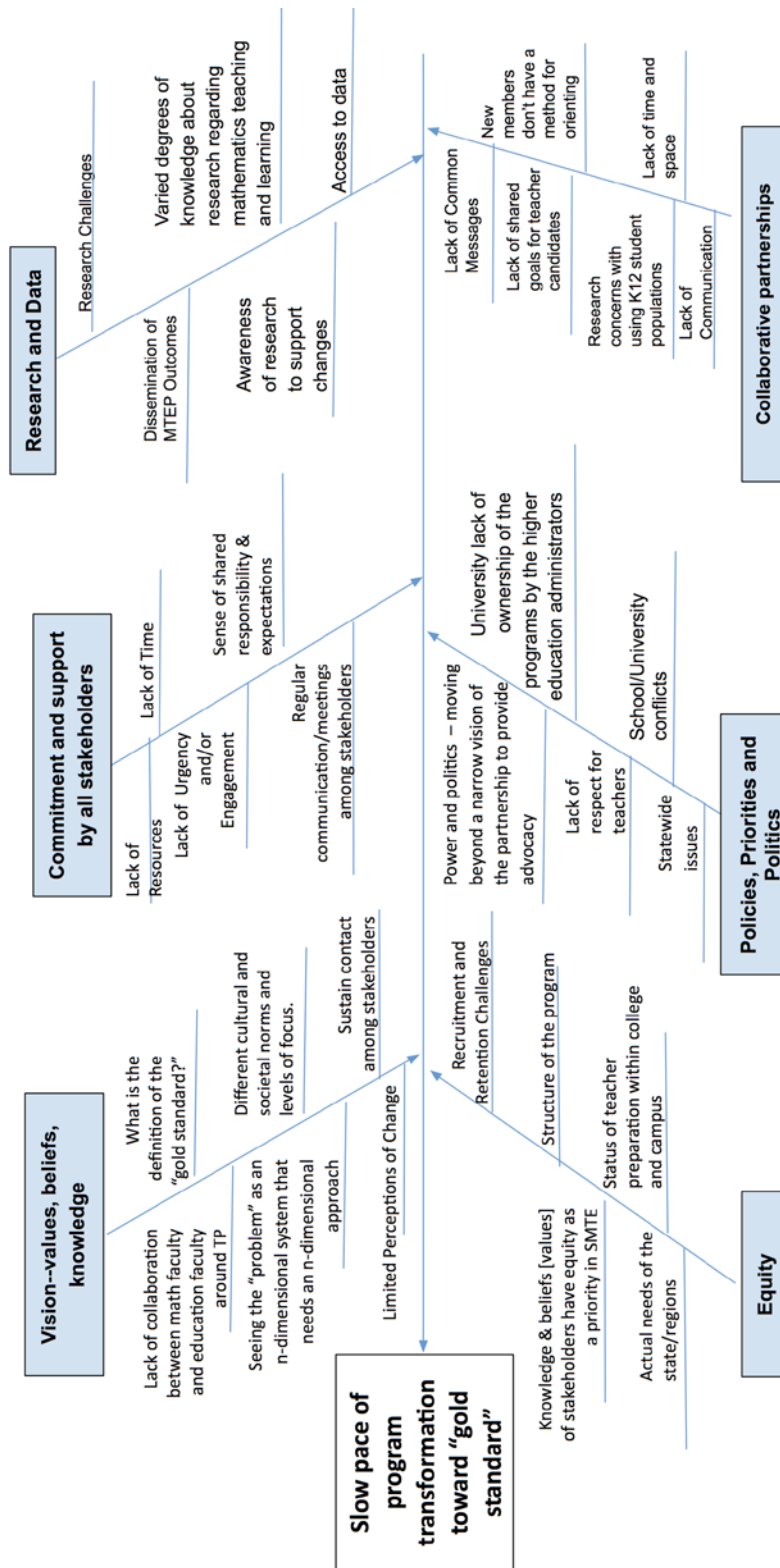 Vision--values, beliefs,
knowledge
What is the
definition of the
“gold standard?”
Lack of collaboration
between math faculty
and education faculty
around TP
Different cultural and
societal norms and
levels of focus.
Seeing the “problem” as an
n-dimensional system that
needs an n-dimensional
approach
Sustain contact
among stakeholders
Limited Perceptions of Change
Commitment and support
by all stakeholders
Lack of
Resources
Lack of Time
Lack of Urgency
and/or
Engagement
Sense of shared
responsibility &
expectations
Regular
communication/meetings
among stakeholders
Research and Data
Research Challenges
Dissemination of
MTEP Outcomes
Varied degrees of
knowledge about
research regarding
mathematics teaching
and learning
Awareness
of research
to support
changes
Access to data
Slow pace of
program
transformation
toward “gold
standard”
Recruitment and
Retention Challenges
Structure of the program
Knowledge & beliefs [values]
of stakeholders have equity as
a priority in SMTE
Status of teacher
preparation within college
and campus
Actual needs of the
state/regions
Equity
Power and politics – moving
beyond a narrow vision of
the partnership to provide
advocacy
University lack of
ownership of the
programs by the higher
education administrators
Lack of
respect for
teachers
School/University
conflicts
Statewide
issues
Policies, Priorities and
Politics
Lack of Common
Messages
New
members
don’t have a
method for
orienting
Lack of shared
goals for teacher
candidates
Research
concerns with
using K12 student
populations
Lack of time and
space
Lack of
Communication
Collaborative partnerships